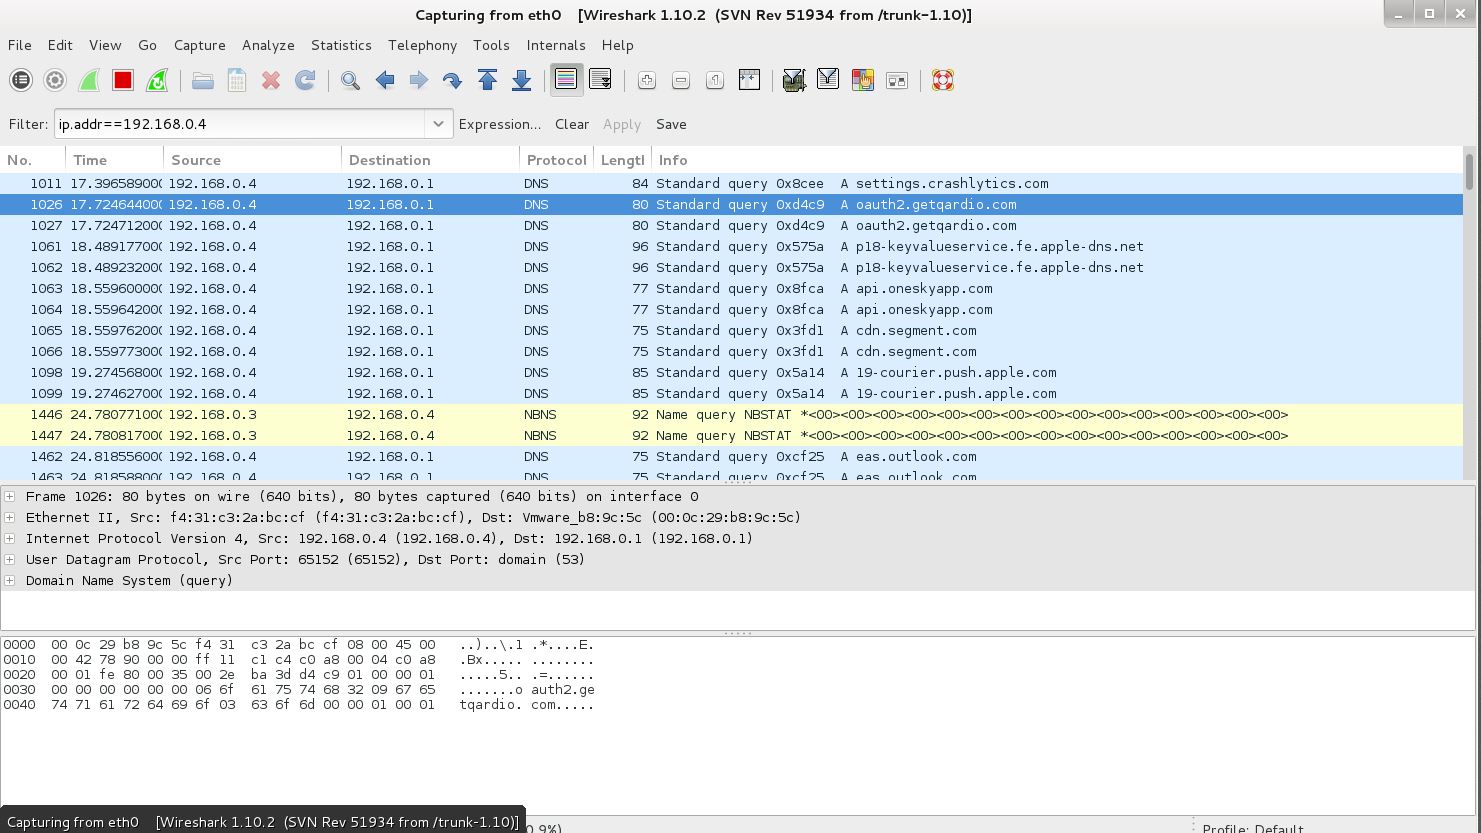 Capturing from eth0 [Wireshark 1.10.2 (SVN Rev 51934 from /trunk-1.10)]
File Edit View Go Capture Analyze Statistics Telephony Tools Internals Help
Filter: ip.addr==192.168.0.4 Expression... Clear Apply Save
No. Time Source Destination Protocol Lengtl Info
1011 17.396589000 192.168.0.4 192.168.0.1 DNS 84 Standard query 0x8cee A settings.crashlytics.com
1026 17.724644000 192.168.0.4 192.168.0.1 DNS 80 Standard query 0xd4c9 A oauth2.getqardio.com
1027 17.724712000 192.168.0.4 192.168.0.1 DNS 80 Standard query 0xd4c9 A oauth2.getqardio.com
1061 18.489177000 192.168.0.4 192.168.0.1 DNS 96 Standard query 0x575a A p18-keyvalueservice.fe.apple-dns.net
1062 18.489232000 192.168.0.4 192.168.0.1 DNS 96 Standard query 0x575a A p18-keyvalueservice.fe.apple-dns.net
1063 18.559600000 192.168.0.4 192.168.0.1 DNS 77 Standard query 0x8fca A api.oneskyapp.com
1064 18.559642000 192.168.0.4 192.168.0.1 DNS 77 Standard query 0x8fca A api.oneskyapp.com
1065 18.559762000 192.168.0.4 192.168.0.1 DNS 75 Standard query 0x3fd1 A cdn.segment.com
1066 18.559773000 192.168.0.4 192.168.0.1 DNS 75 Standard query 0x3fd1 A cdn.segment.com
1098 19.274568000 192.168.0.4 192.168.0.1 DNS 85 Standard query 0x5a14 A 19-courier.push.apple.com
1099 19.274627000 192.168.0.4 192.168.0.1 DNS 85 Standard query 0x5a14 A 19-courier.push.apple.com
1446 24.780771000 192.168.0.3 192.168.0.4 NBNS 92 Name query NBSTAT *<00><00><00><00><00><00><00><00><00><00><00><00><00><00><00>
1447 24.780817000 192.168.0.3 192.168.0.4 NBNS 92 Name query NBSTAT *<00><00><00><00><00><00><00><00><00><00><00><00><00><00><00>
1462 24.818556000 192.168.0.4 192.168.0.1 DNS 75 Standard query 0xcf25 A eas.outlook.com
1463 24.818588000 192.168.0.4 192.168.0.1 DNS 75 Standard query 0xcf25 A eas.outlook.com
Frame 1026: 80 bytes on wire (640 bits), 80 bytes captured (640 bits) on interface 0
Ethernet II, Src: f4:31:c3:2a:bc:cf (f4:31:c3:2a:bc:cf), Dst: Vmware_b8:9c:5c (00:0c:29:b8:9c:5c)
Internet Protocol Version 4, Src: 192.168.0.4 (192.168.0.4), Dst: 192.168.0.1 (192.168.0.1)
User Datagram Protocol, Src Port: 65152 (65152), Dst Port: domain (53)
Domain Name System (query)
0000 00 0c 29 b8 9c 5c f4 31 c3 2a bc cf 08 00 45 00 ..)..\.1 .*....E.
0010 00 42 78 90 00 00 ff 11 c1 c4 c0 a8 00 04 c0 a8 .Bx..... ........
0020 00 01 fe 80 00 35 00 2e ba 3d d4 c9 01 00 00 01 .....5.. .=......
0030 00 00 00 00 00 00 06 6f 61 75 74 68 32 09 67 65 .......o auth2.ge
0040 74 71 61 72 64 69 6f 03 63 6f 6d 00 00 01 00 01 tqardio. com.....
Capturing from eth0 [Wireshark 1.10.2 (SVN Rev 51934 from /trunk-1.10)]
0.9%) Profile: Default